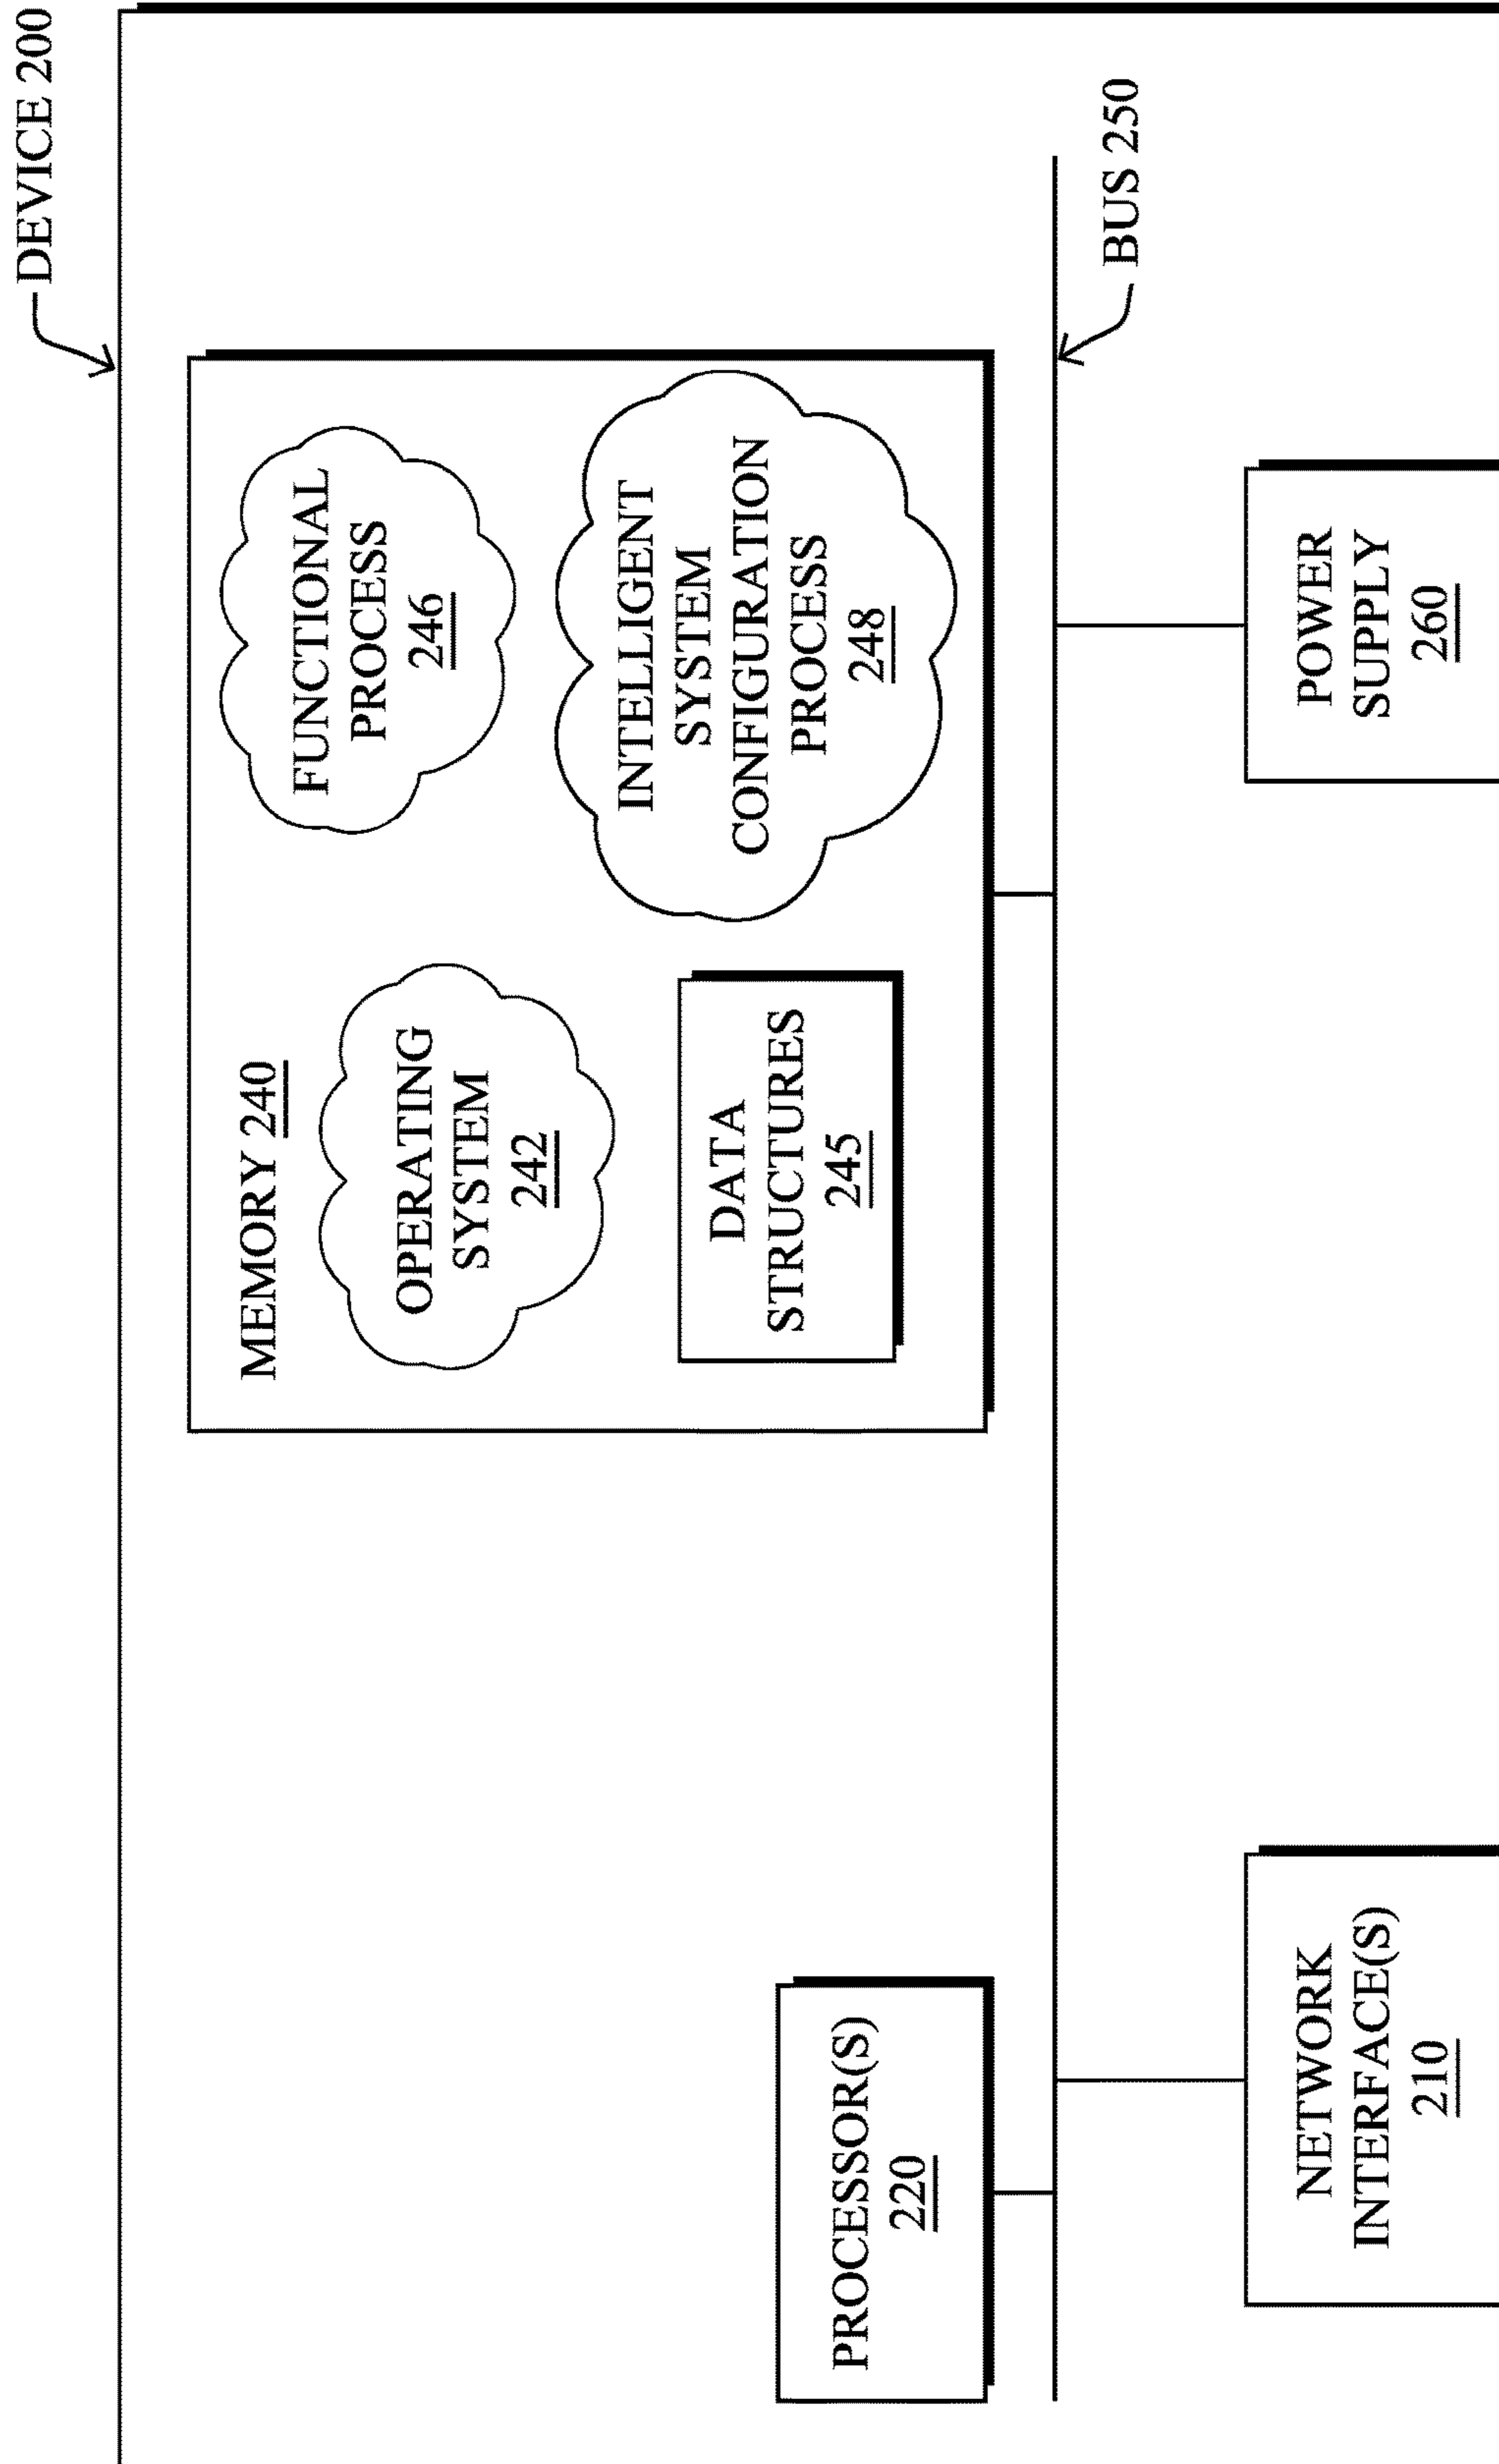 DEVICE 200
MEMORY 240
OPERATING
SYSTEM
242
DATA
STRUCTURES
245
FUNCTIONAL
PROCESS
246
INTELLIGENT
SYSTEM
CONFIGURATION
PROCESS
248
PROCESSOR(S)
220
BUS 250
NETWORK
INTERFACE(S)
210
POWER
SUPPLY
260